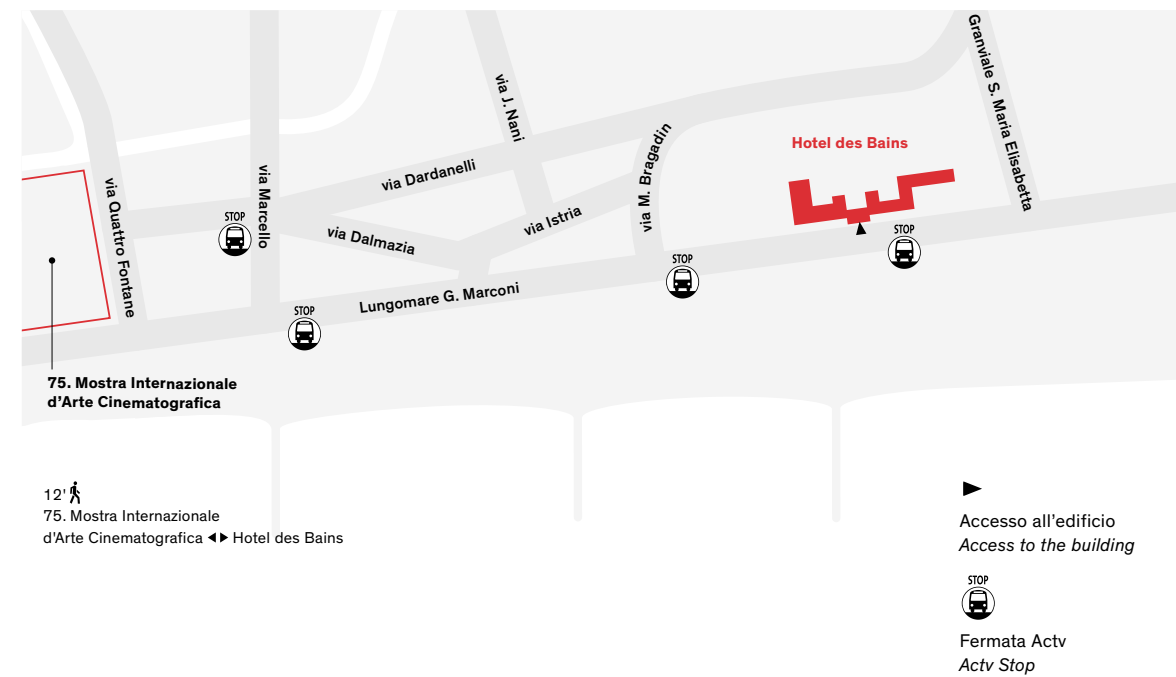 Granviale S. Maria Elisabetta
via J. Nani
Hotel des Bains
via M. Bragadin
via Dardanelli
via Marcello
via Quattro Fontane
via Istria
STOP
via Dalmazia
STOP
STOP
Lungomare G. Marconi
STOP
75. Mostra Internazionale
d'Arte Cinematografica
12'
75. Mostra Internazionale
d'Arte Cinematografica ◀▶ Hotel des Bains
Accesso all'edificio
Access to the building
STOP
Fermata Actv
Actv Stop